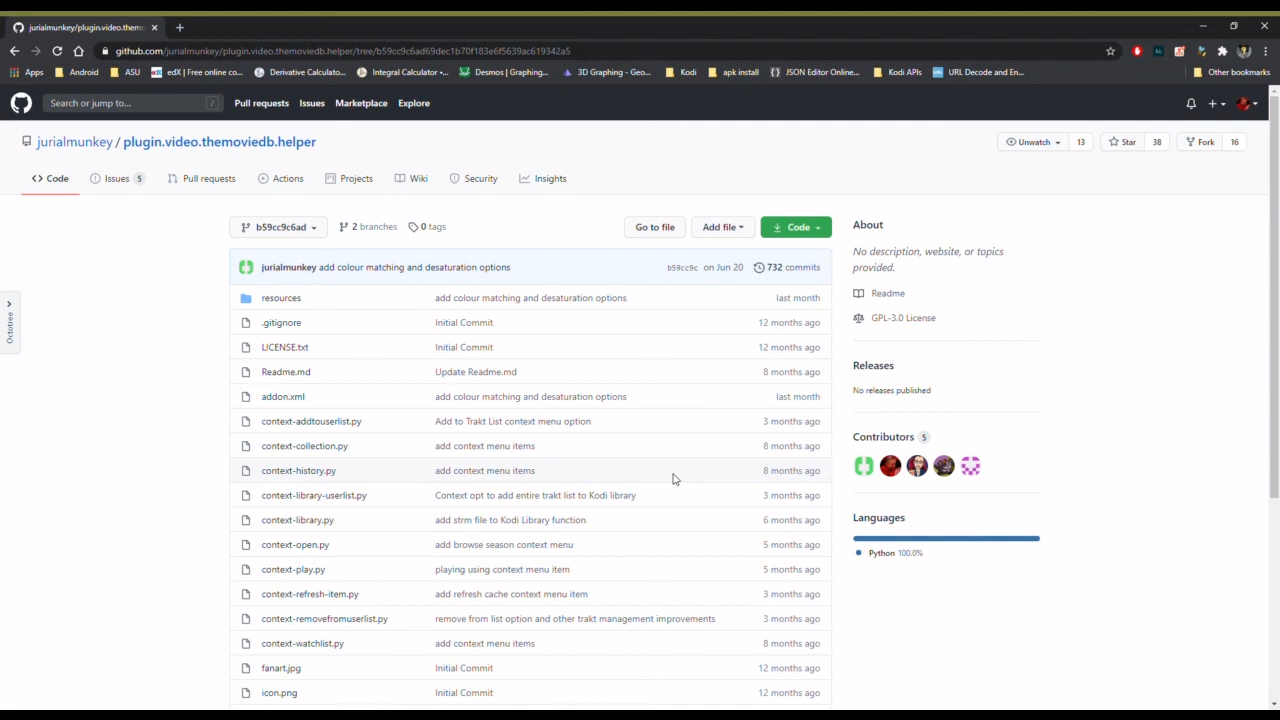 jurialmunkey/plugin.video.themo
github.com/jurialmunkey/plugin.video.themoviedb.helper/tree/b59cc9c6ad69dec1b70f183e6f5639ac619342a5
Apps Android ASU edX | Free online co... Derivative Calculato... Integral Calculator •... Desmos | Graphing... 3D Graphing - Geo... Kodi apk install JSON Editor Online... Kodi APIs URL Decode and En... Other bookmarks
Search or jump to... / Pull requests Issues Marketplace Explore
jurialmunkey / plugin.video.themoviedb.helper Unwatch 13 Star 38 Fork 16
Code Issues 5 Pull requests Actions Projects Wiki Security Insights
b59cc9c6ad 2 branches 0 tags Go to file Add file Code
jurialmunkey add colour matching and desaturation options b59cc9c on Jun 20 732 commits
resources add colour matching and desaturation options last month
.gitignore Initial Commit 12 months ago
LICENSE.txt Initial Commit 12 months ago
Readme.md Update Readme.md 8 months ago
addon.xml add colour matching and desaturation options last month
context-addtouserlist.py Add to Trakt List context menu option 3 months ago
context-collection.py add context menu items 8 months ago
context-history.py add context menu items 8 months ago
context-library-userlist.py Context opt to add entire trakt list to Kodi library 3 months ago
context-library.py add strm file to Kodi Library function 6 months ago
context-open.py add browse season context menu 5 months ago
context-play.py playing using context menu item 5 months ago
context-refresh-item.py add refresh cache context menu item 3 months ago
context-removefromuserlist.py remove from list option and other trakt management improvements 3 months ago
context-watchlist.py add context menu items 8 months ago
fanart.jpg Initial Commit 12 months ago
icon.png Initial Commit 12 months ago
About
No description, website, or topics
provided.
Readme
GPL-3.0 License
Releases
No releases published
Contributors 5
Languages
Python 100.0%
Octotree